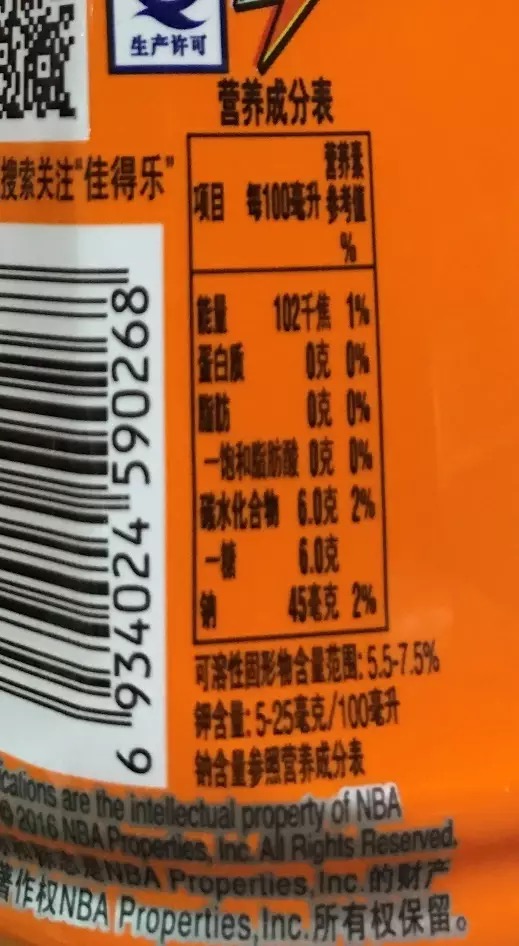 生产许可
营养成分表
搜索关注“佳得乐”
项目 每100毫升 营养素参考值%
能量 102千焦 1%
蛋白质 0克 0%
脂肪 0克 0%
—饱和脂肪酸 0克 0%
碳水化合物 6.0克 2%
—糖 6.0克
钠 45毫克 2%
6 934024 590268
可溶性固形物含量范围: 5.5-7.5%
钾含量: 5-25毫克/100毫升
钠含量参照营养成分表
ications are the intellectual property of NBA
© 2016 NBA Properties, Inc. All Rights Reserved.
是NBA Properties, Inc.的财产
著作权NBA Properties, Inc.所有权保留。